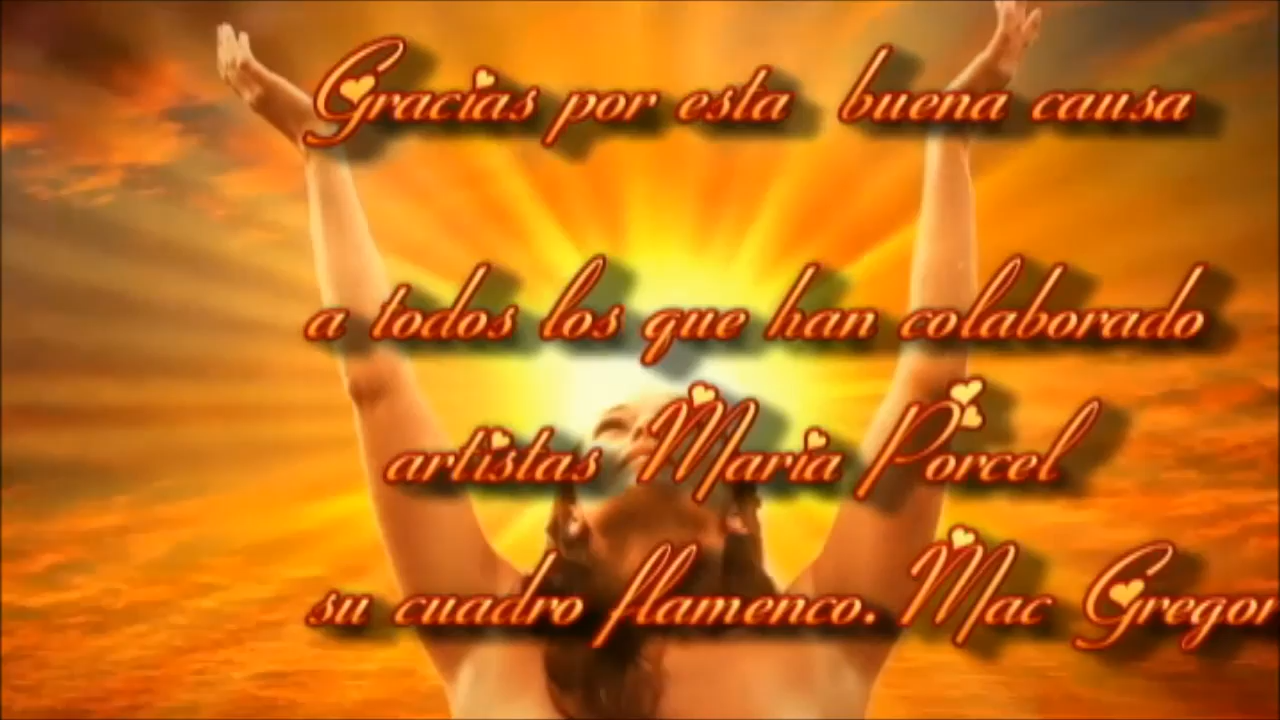 Gracias por esta buena causa
a todos los que han colaborado
artistas Maria Porcel
su cuadro flamenco. Mac Gregor